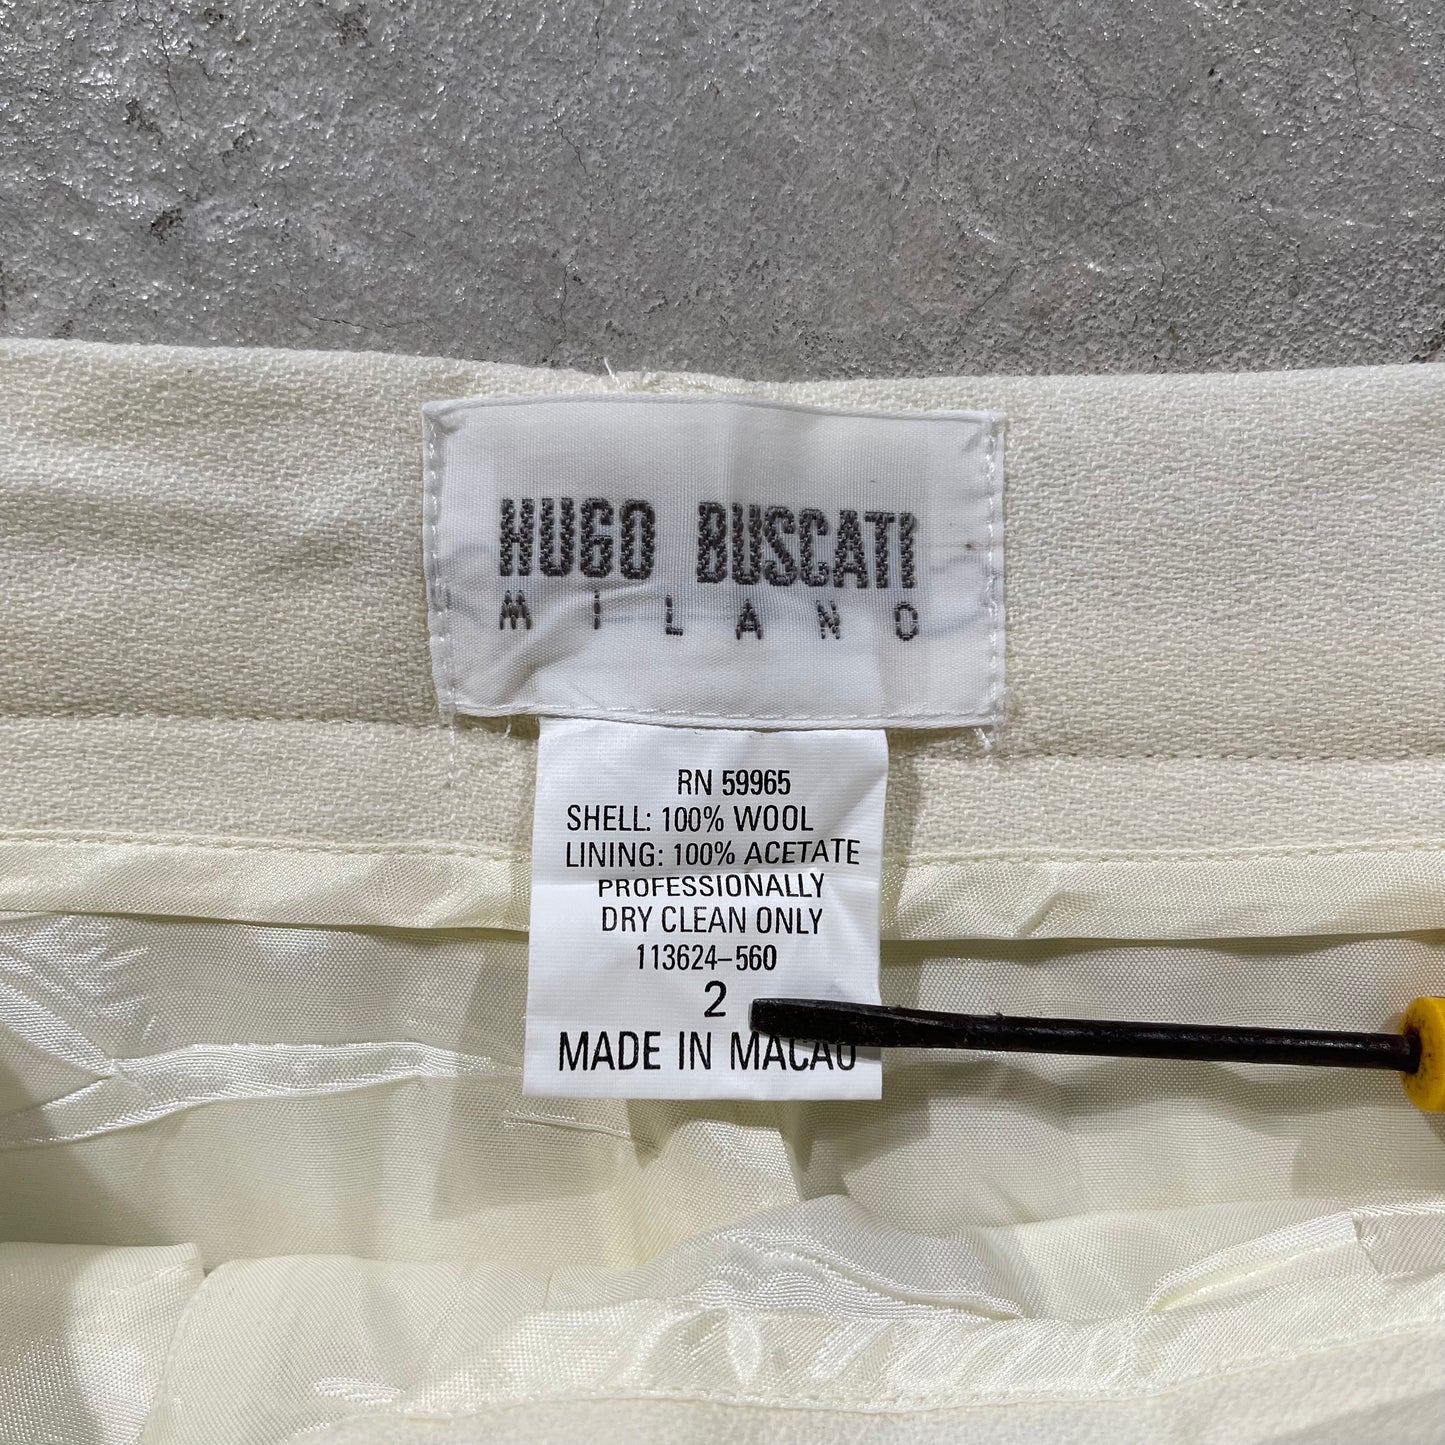 HUGO BUSCATI
MILANO
RN 59965
SHELL: 100% WOOL
LINING: 100% ACETATE
PROFESSIONALLY
DRY CLEAN ONLY
113624-560
2
MADE IN MACAU